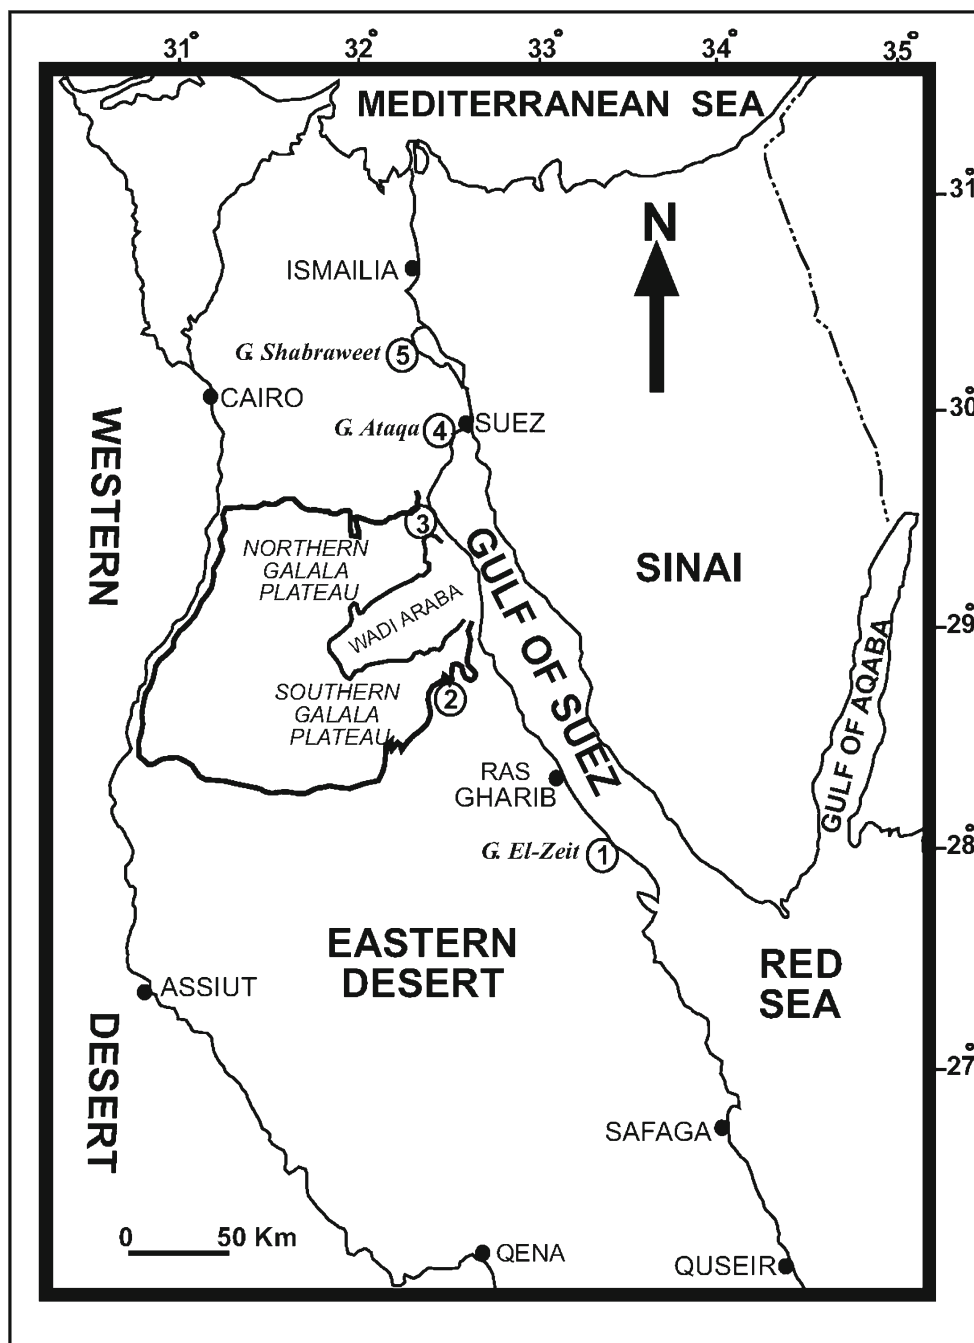 31° 32° 33° 34° 35°
MEDITERRANEAN SEA
31°
N
ISMAILIA
G. Shabraweet 5
CAIRO
30°
G. Ataqa 4 SUEZ
WESTERN
3
NORTHERN
GALALA
PLATEAU
GULF OF SUEZ
SINAI
WADI ARABA
29°
GULF OF AQABA
SOUTHERN
GALALA
PLATEAU
2
RAS
GHARIB
G. El-Zeit 1
28°
EASTERN
DESERT
RED
SEA
ASSIUT
DESERT
27°
SAFAGA
0 50 Km
QENA
QUSEIR